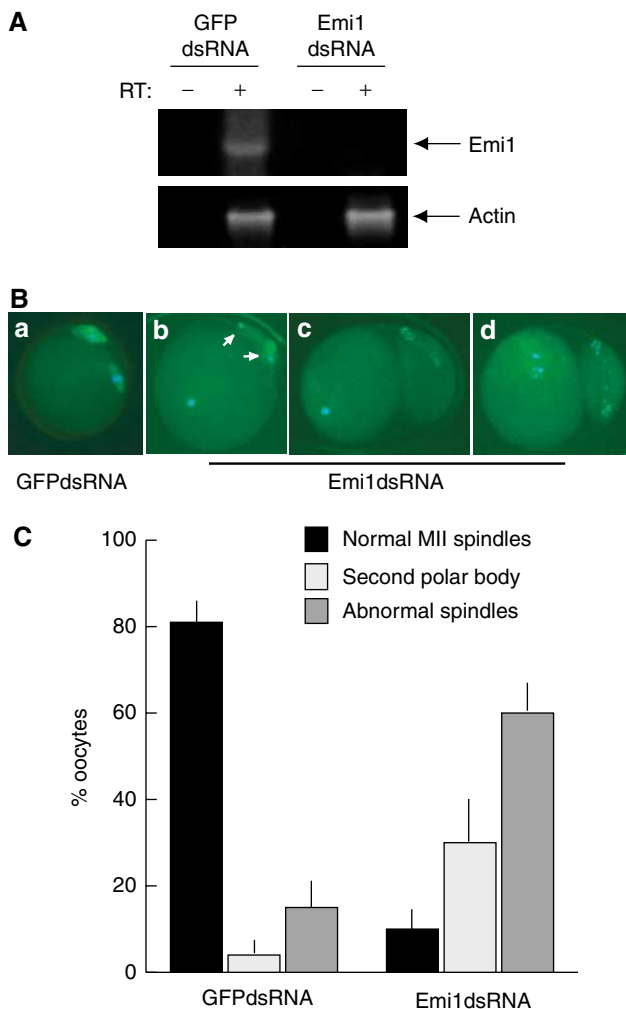 A
GFP Emi1
dsRNA dsRNA
RT: – + – +
Emi1
Actin
B
a b c d
GFPdsRNA Emi1dsRNA
C
100
80
60
40
20
0
% oocytes
Normal MII spindles
Second polar body
Abnormal spindles
GFPdsRNA Emi1dsRNA